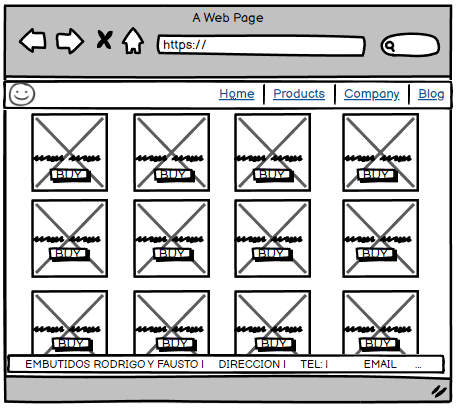 A Web Page
https://
Home Products Company Blog
BUY BUY BUY BUY
BUY BUY BUY BUY
BUY BUY BUY BUY
EMBUTIDOS RODRIGO Y FAUSTO | DIRECCION | TEL: | EMAIL ...